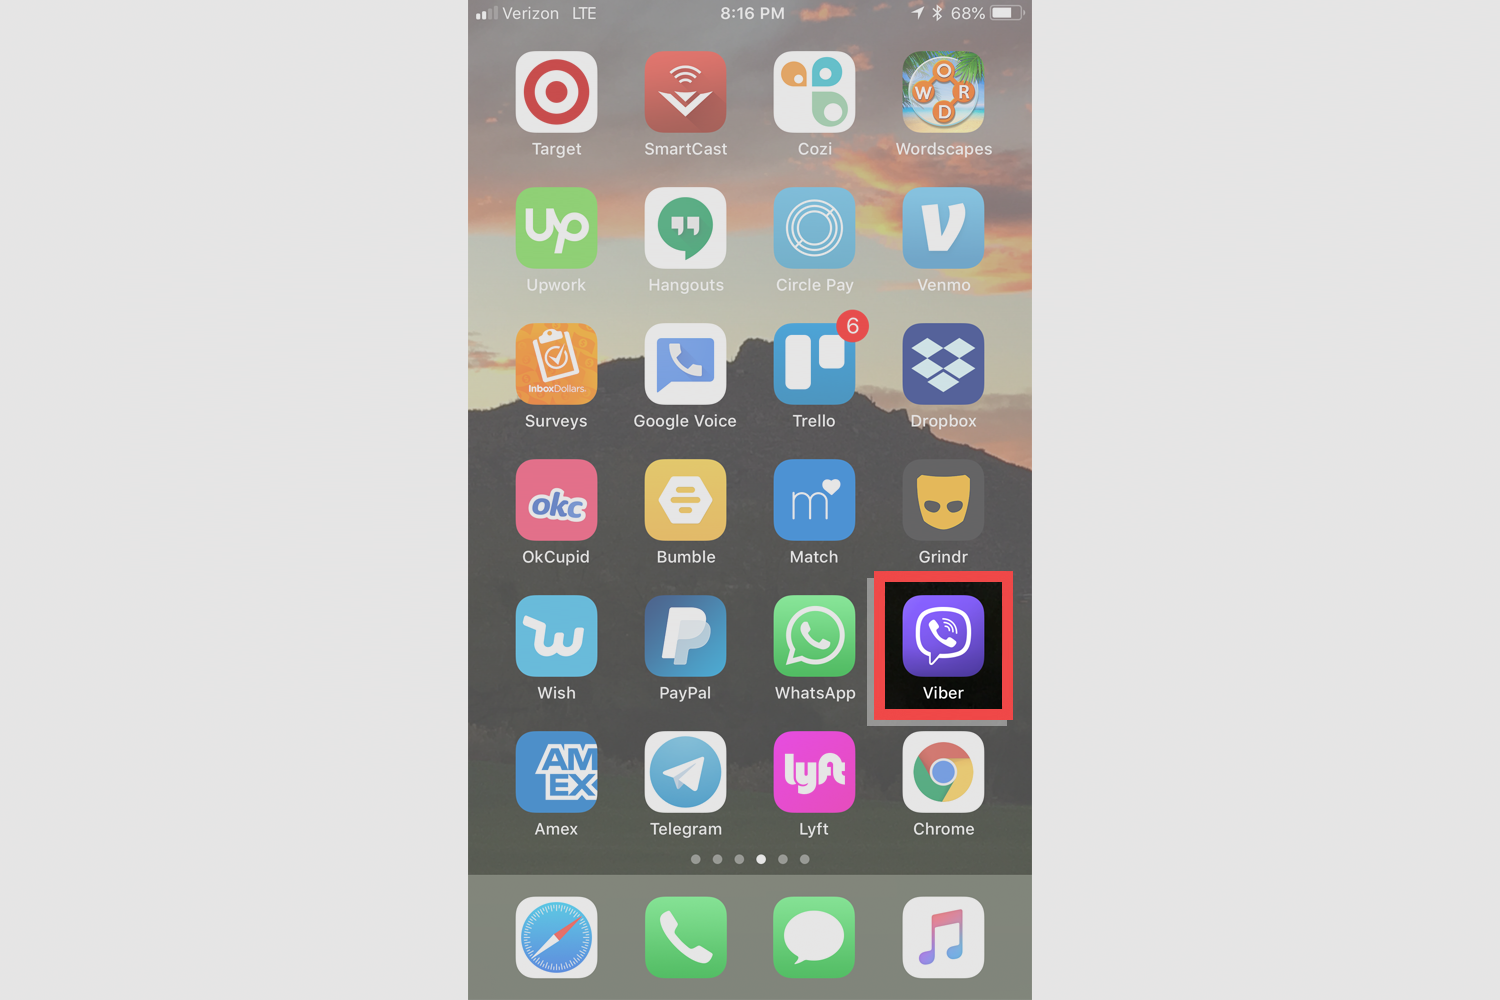 Verizon LTE 8:16 PM 68%
O
W R
D
Target SmartCast Cozi Wordscapes
up
Upwork Hangouts Circle Pay Venmo
6
InboxDollars
Surveys Google Voice Trello Dropbox
okc m
OkCupid Bumble Match Grindr
Wish PayPal WhatsApp Viber
AM
EX lyft
Amex Telegram Lyft Chrome